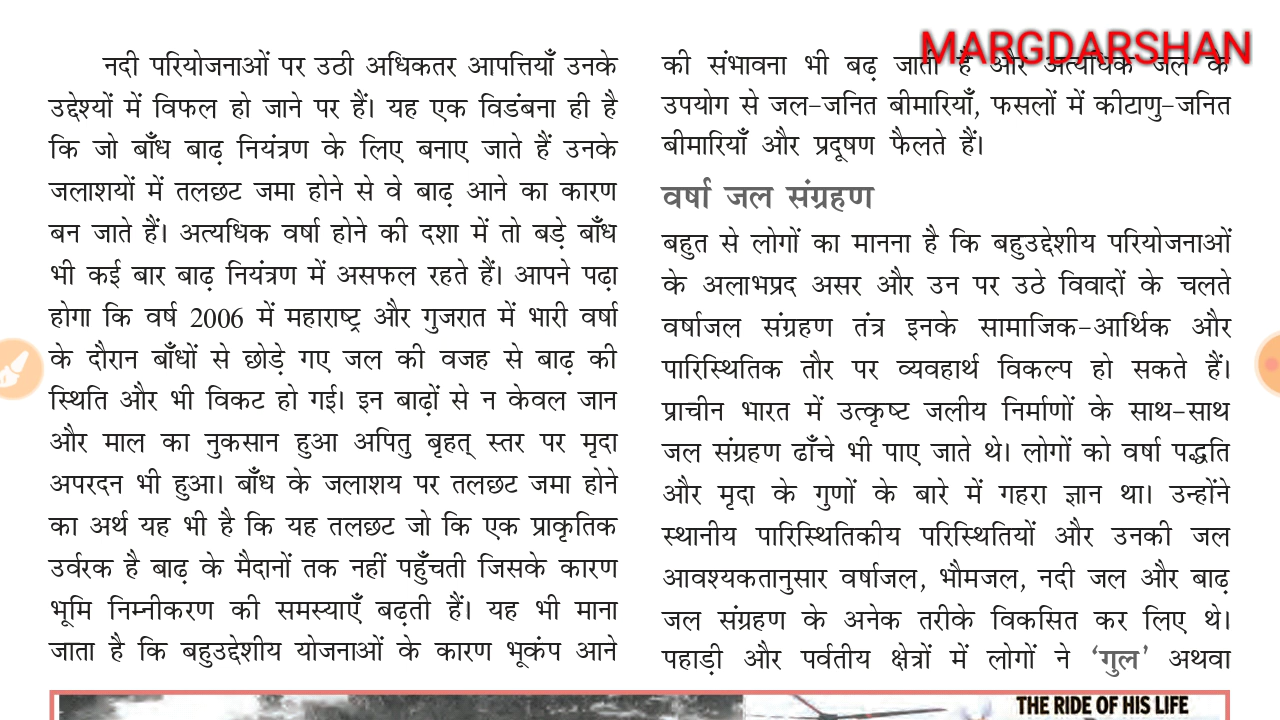 नदी परियोजनाओं पर उठी अधिकतर आपत्तियाँ उनके
उद्देश्यों में विफल हो जाने पर हैं। यह एक विडंबना ही है
कि जो बाँध बाढ़ नियंत्रण के लिए बनाए जाते हैं उनके
जलाशयों में तलछट जमा होने से वे बाढ़ आने का कारण
बन जाते हैं। अत्यधिक वर्षा होने की दशा में तो बड़े बाँध
भी कई बार बाढ़ नियंत्रण में असफल रहते हैं। आपने पढ़ा
होगा कि वर्ष 2006 में महाराष्ट्र और गुजरात में भारी वर्षा
के दौरान बाँधों से छोड़े गए जल की वजह से बाढ़ की
स्थिति और भी विकट हो गई। इन बाढ़ों से न केवल जान
और माल का नुकसान हुआ अपितु बृहत् स्तर पर मृदा
अपरदन भी हुआ। बाँध के जलाशय पर तलछट जमा होने
का अर्थ यह भी है कि यह तलछट जो कि एक प्राकृतिक
उर्वरक है बाढ़ के मैदानों तक नहीं पहुँचती जिसके कारण
भूमि निम्नीकरण की समस्याएँ बढ़ती हैं। यह भी माना
जाता है कि बहुउद्देशीय योजनाओं के कारण भूकंप आने
MARGDARSHAN
की संभावना भी बढ़ जाती है और अत्यधिक जल के
उपयोग से जल-जनित बीमारियाँ, फसलों में कीटाणु-जनित
बीमारियाँ और प्रदूषण फैलते हैं।
वर्षा जल संग्रहण
बहुत से लोगों का मानना है कि बहुउद्देशीय परियोजनाओं
के अलाभप्रद असर और उन पर उठे विवादों के चलते
वर्षाजल संग्रहण तंत्र इनके सामाजिक-आर्थिक और
पारिस्थितिक तौर पर व्यवहार्थ विकल्प हो सकते हैं।
प्राचीन भारत में उत्कृष्ट जलीय निर्माणों के साथ-साथ
जल संग्रहण ढाँचे भी पाए जाते थे। लोगों को वर्षा पद्धति
और मृदा के गुणों के बारे में गहरा ज्ञान था। उन्होंने
स्थानीय पारिस्थितिकीय परिस्थितियों और उनकी जल
आवश्यकतानुसार वर्षाजल, भौमजल, नदी जल और बाढ़
जल संग्रहण के अनेक तरीके विकसित कर लिए थे।
पहाड़ी और पर्वतीय क्षेत्रों में लोगों ने ‘गुल’ अथवा
THE RIDE OF HIS LIFE